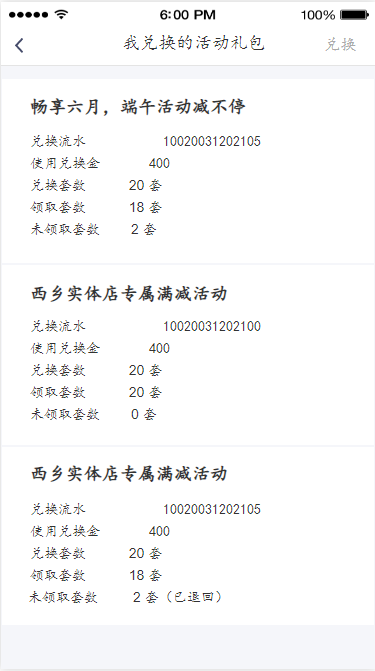 6:00 PM 100%
我兑换的活动礼包 兑换
畅享六月，端午活动减不停
兑换流水 10020031202105
使用兑换金 400
兑换套数 20 套
领取套数 18 套
未领取套数 2 套
西乡实体店专属满减活动
兑换流水 10020031202100
使用兑换金 400
兑换套数 20 套
领取套数 20 套
未领取套数 0 套
西乡实体店专属满减活动
兑换流水 10020031202105
使用兑换金 400
兑换套数 20 套
领取套数 18 套
未领取套数 2 套（已退回）